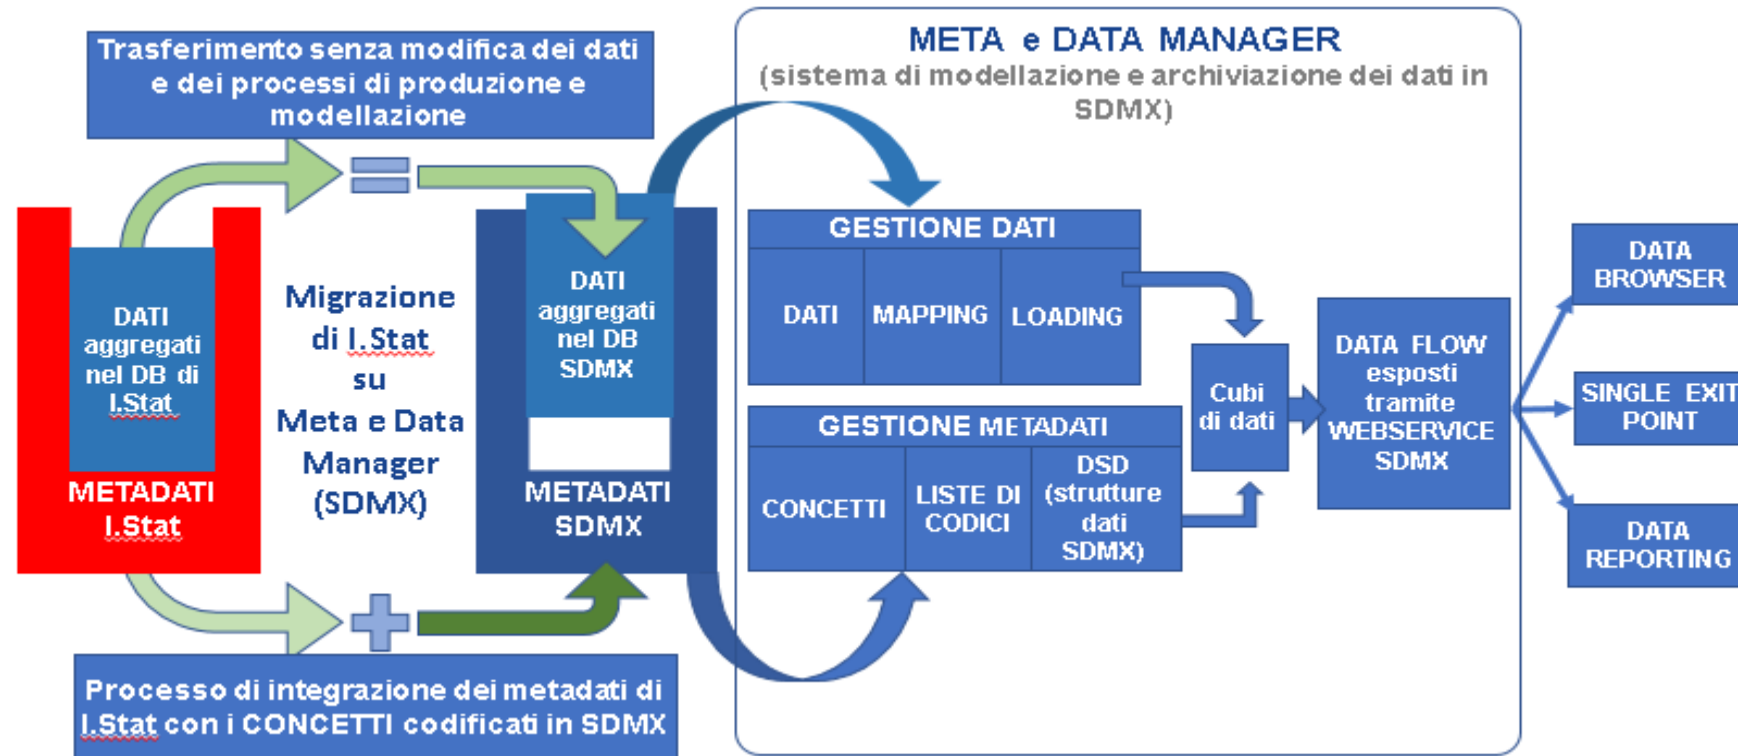 Trasferimento senza modifica dei dati
e dei processi di produzione e
modellazione
META e DATA MANAGER
(sistema di modellazione e archiviazione dei dati in
SDMX)
DATI
aggregati
nel DB di
I.Stat
METADATI
I.Stat
Migrazione
di I.Stat
su
Meta e Data
Manager
(SDMX)
DATI
aggregati
nel DB
SDMX
METADATI
SDMX
Processo di integrazione dei metadati di
I.Stat con i CONCETTI codificati in SDMX
GESTIONE DATI
DATI
MAPPING
LOADING
GESTIONE METADATI
CONCETTI
LISTE DI
CODICI
DSD
(strutture
dati
SDMX)
Cubi
di dati
DATA FLOW
esposti
tramite
WEBSERVICE
SDMX
DATA
BROWSER
SINGLE EXIT
POINT
DATA
REPORTING